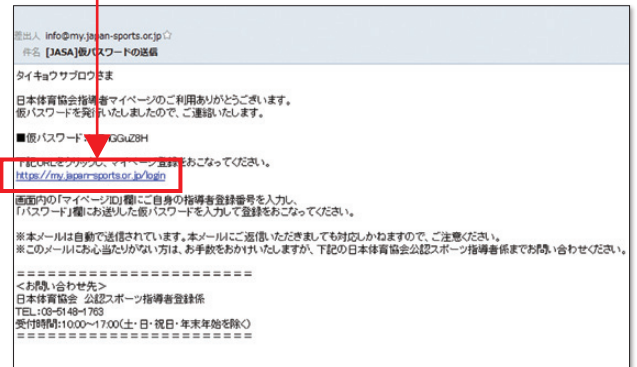 差出人 info@my.japan-sports.or.jp
件名 [JASA]仮パスワードの送信
タイキョウサブロウさま
日本体育協会指導者マイページのご利用ありがとうございます。
仮パスワードを発行いたしましたので、ご連絡いたします。
■仮パスワード GGuZ8H
下記URLをクリックし、マイページ登録をおこなってください。
https://my.japan-sports.or.jp/login
画面内の「マイページID」欄にご自身の指導者登録番号を入力し、
「パスワード」欄にお送りした仮パスワードを入力して登録をおこなってください。
※本メールは自動で送信されています。本メールにご返信いただきましても対応しかねますので、ご注意ください。
※このメールにお心当たりがない方は、お手数をおかけいたしますが、下記の日本体育協会公認スポーツ指導者係までお問い合わせください。
=======================
<お問い合わせ先>
日本体育協会 公認スポーツ指導者登録係
TEL:03-5148-1763
受付時間:10:00~17:00(土・日・祝日・年末年始を除く)
=======================